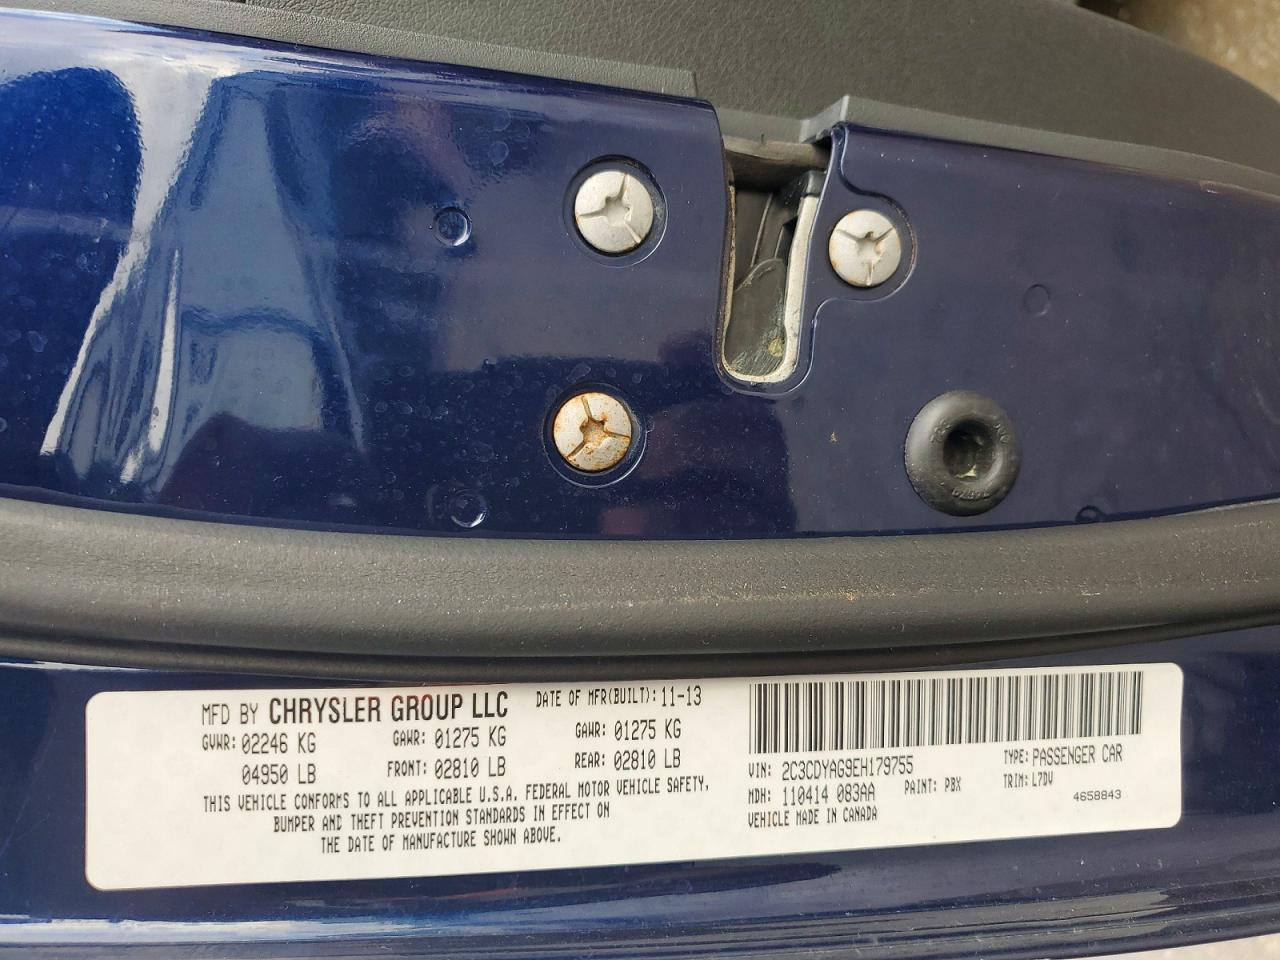 MFD BY CHRYSLER GROUP LLC DATE OF MFR(BUILT): 11-13
GVWR: 02246 KG GAWR: 01275 KG GAWR: 01275 KG
04950 LB FRONT: 02810 LB REAR: 02810 LB
THIS VEHICLE CONFORMS TO ALL APPLICABLE U.S.A. FEDERAL MOTOR VEHICLE SAFETY,
BUMPER AND THEFT PREVENTION STANDARDS IN EFFECT ON
THE DATE OF MANUFACTURE SHOWN ABOVE.
VIN: 2C3CDYAG9EH179755 TYPE: PASSENGER CAR
MDH: 110414 083AA PAINT: PBX TRIM: L7DV
VEHICLE MADE IN CANADA 4658843